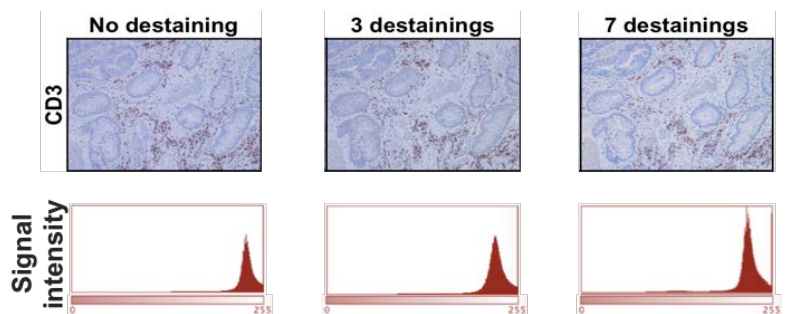 No destaining
3 destainings
7 destainings
CD3
Signal
intensity
0
255
0
255
0
255